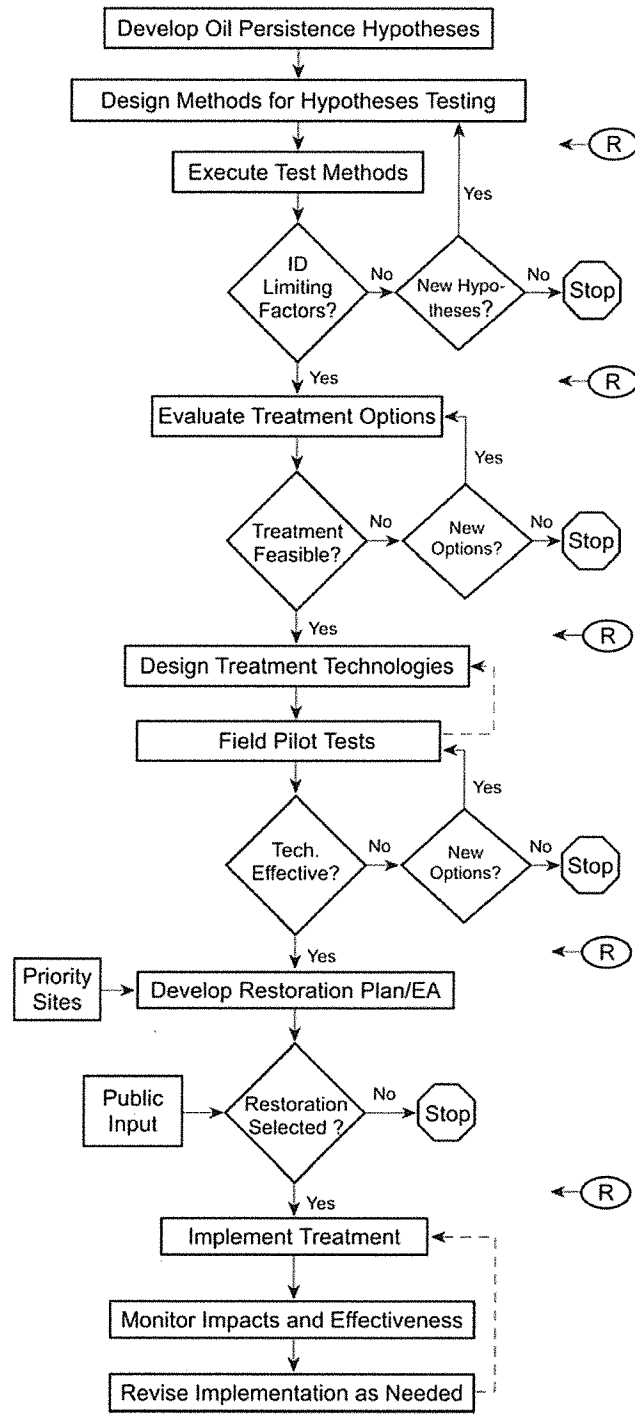 Develop Oil Persistence Hypotheses
Design Methods for Hypotheses Testing
R
Execute Test Methods
Yes
ID
Limiting
Factors?
No
New Hypo-
theses?
No
Stop
Yes
R
Evaluate Treatment Options
Yes
Treatment
Feasible?
No
New
Options?
No
Stop
Yes
R
Design Treatment Technologies
Field Pilot Tests
Yes
Tech.
Effective?
No
New
Options?
No
Stop
Yes
R
Priority
Sites
Develop Restoration Plan/EA
Public
Input
Restoration
Selected ?
No
Stop
Yes
R
Implement Treatment
Monitor Impacts and Effectiveness
Revise Implementation as Needed